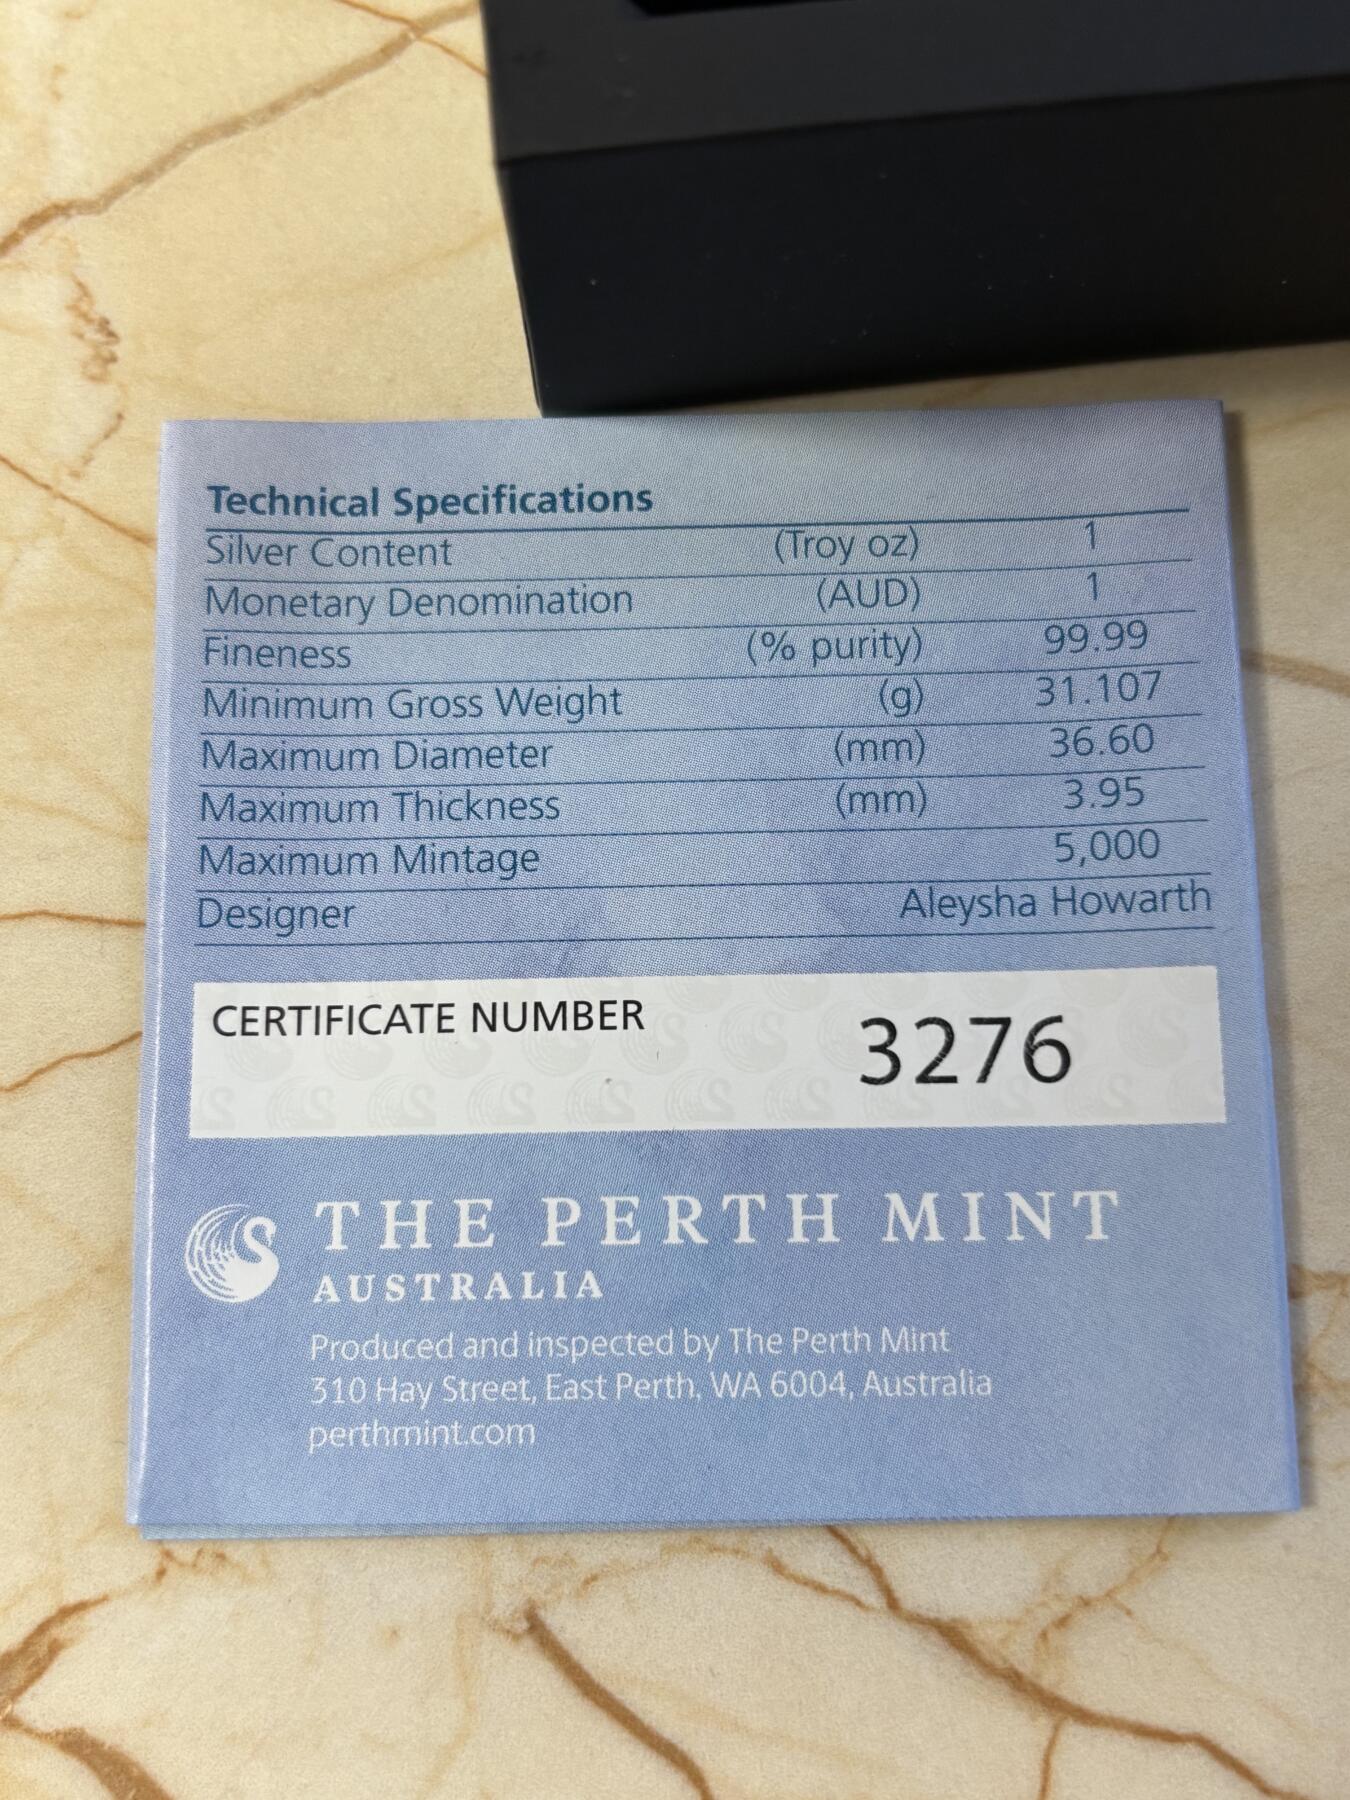 Technical Specifications
Silver Content (Troy oz) 1
Monetary Denomination (AUD) 1
Fineness (% purity) 99.99
Minimum Gross Weight (g) 31.107
Maximum Diameter (mm) 36.60
Maximum Thickness (mm) 3.95
Maximum Mintage 5,000
Designer Aleysha Howarth
CERTIFICATE NUMBER 3276
THE PERTH MINT
AUSTRALIA
Produced and inspected by The Perth Mint
310 Hay Street, East Perth, WA 6004, Australia
perthmint.com